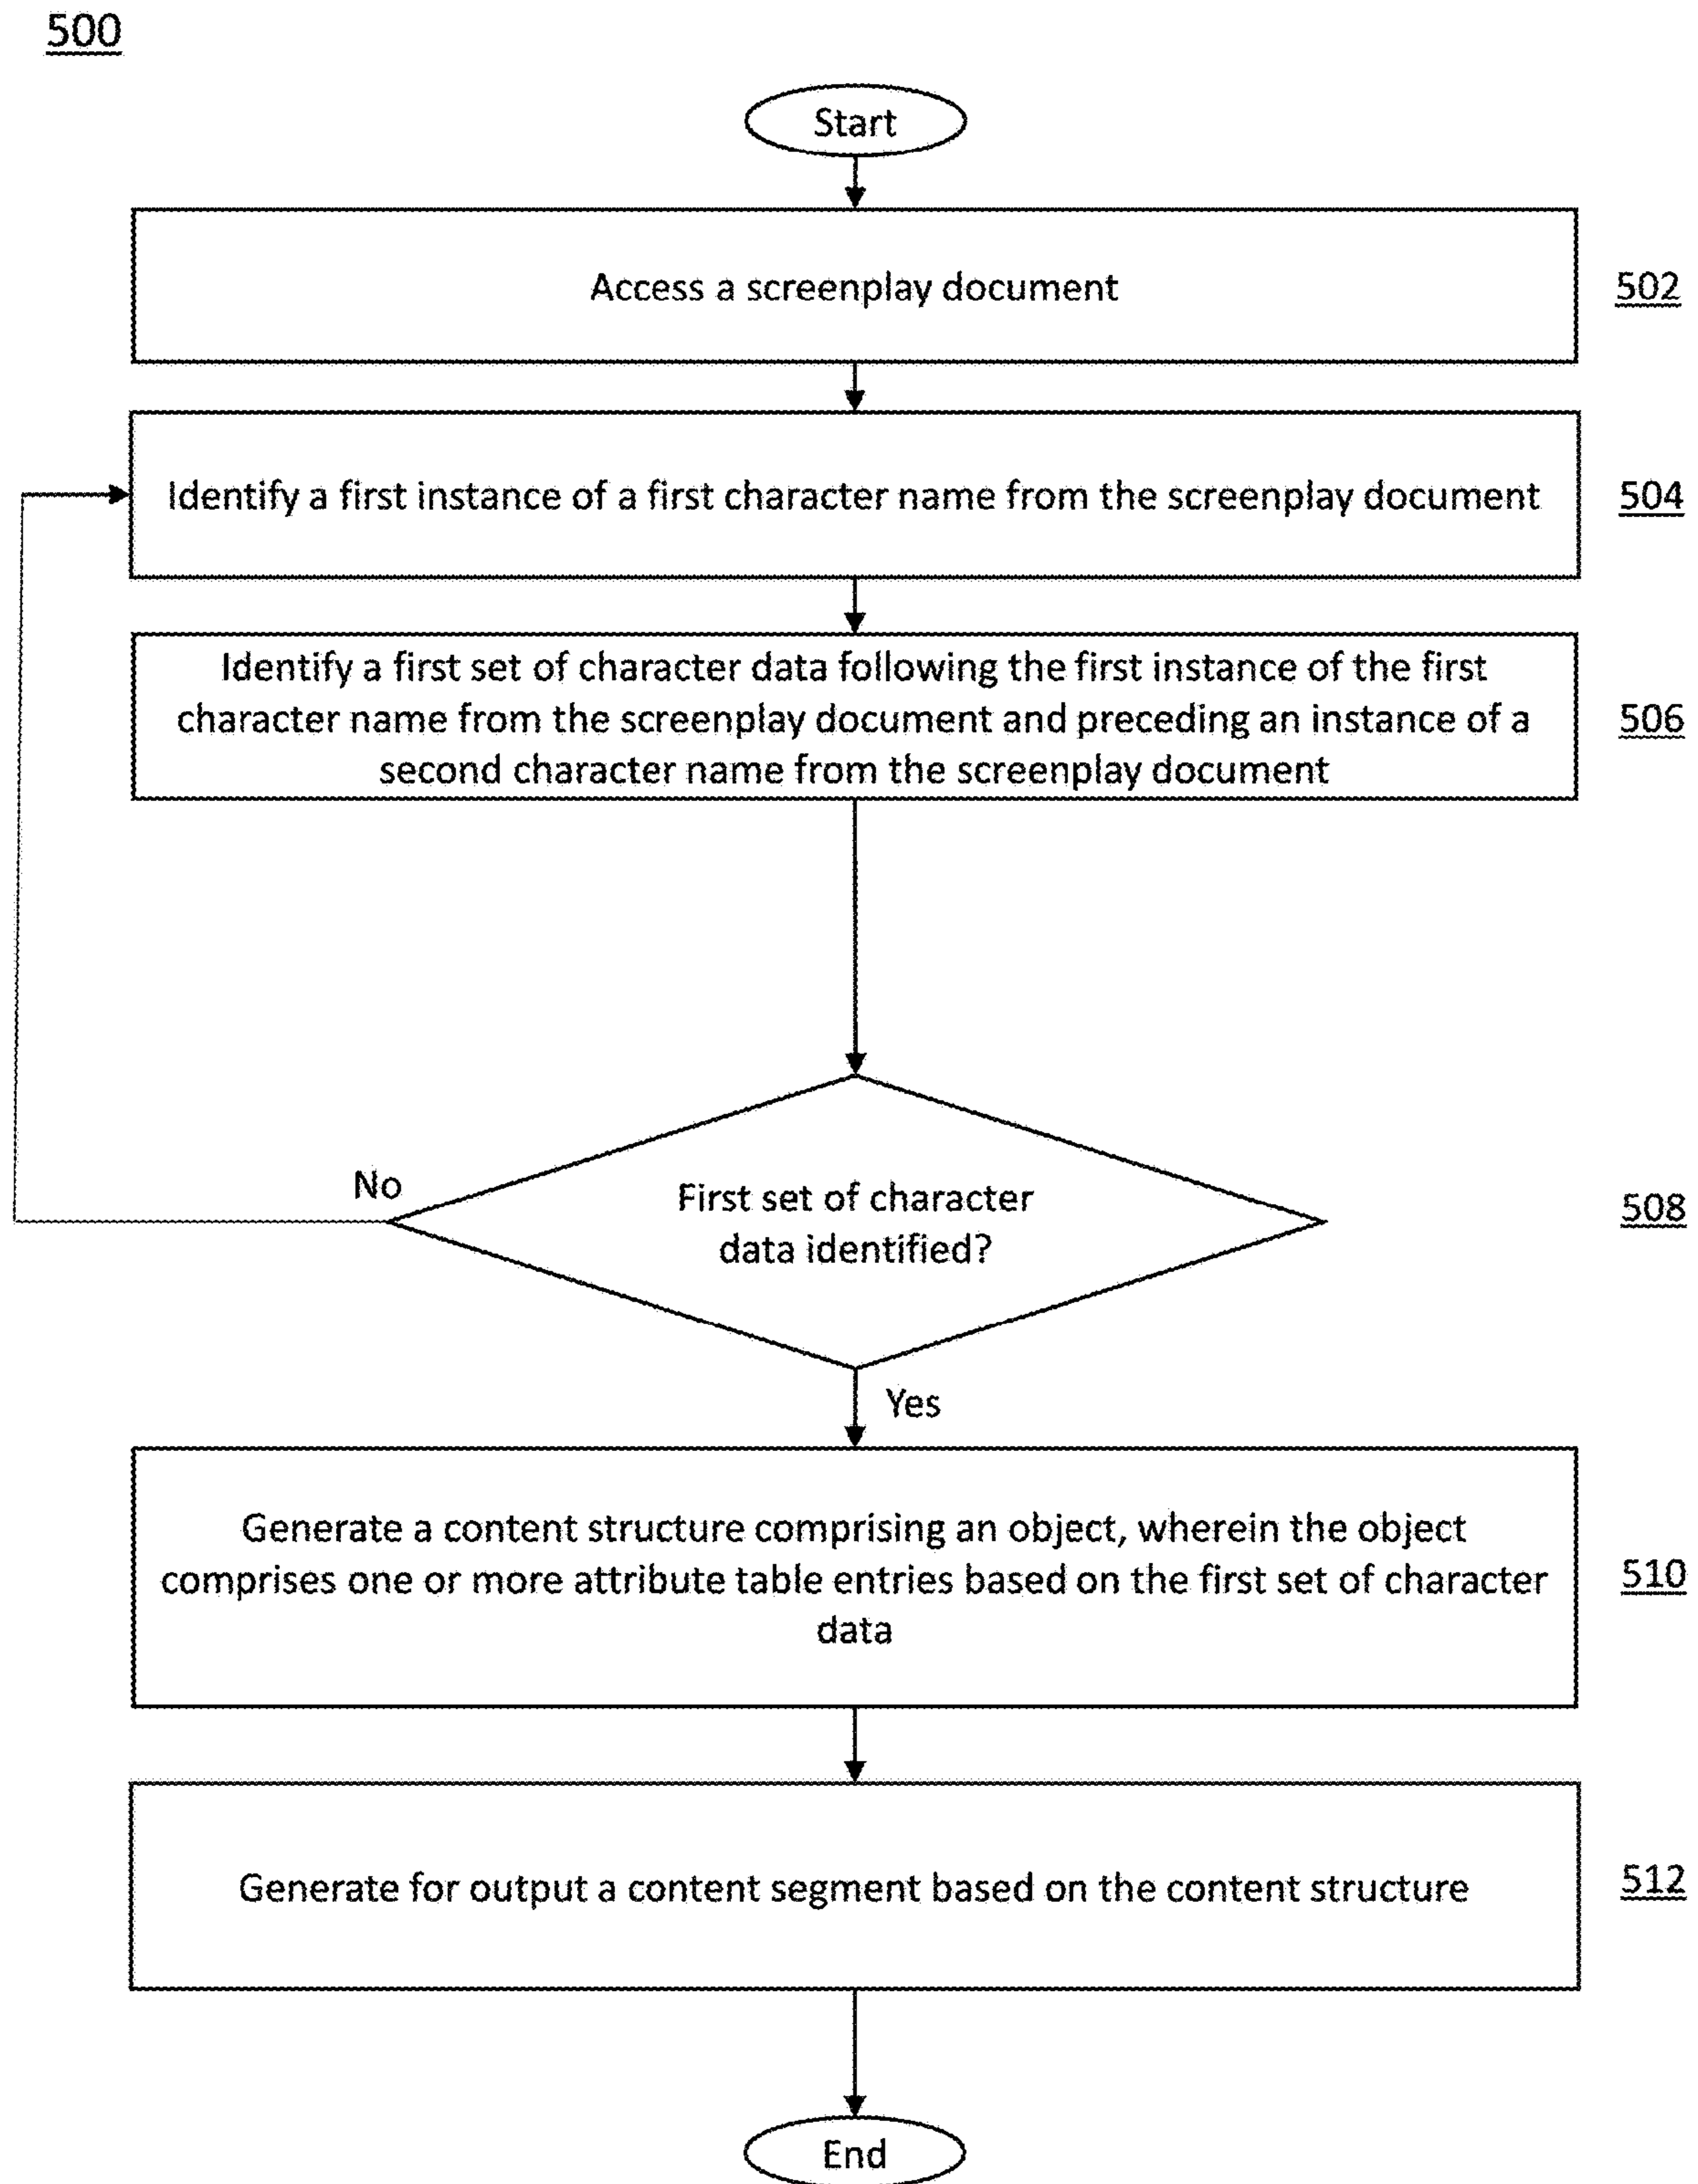 500
Start
Access a screenplay document
502
Identify a first instance of a first character name from the screenplay document
504
Identify a first set of character data following the first instance of the first
character name from the screenplay document and preceding an instance of a
second character name from the screenplay document
506
No
First set of character
data identified?
508
Yes
Generate a content structure comprising an object, wherein the object
comprises one or more attribute table entries based on the first set of character
data
510
Generate for output a content segment based on the content structure
512
End